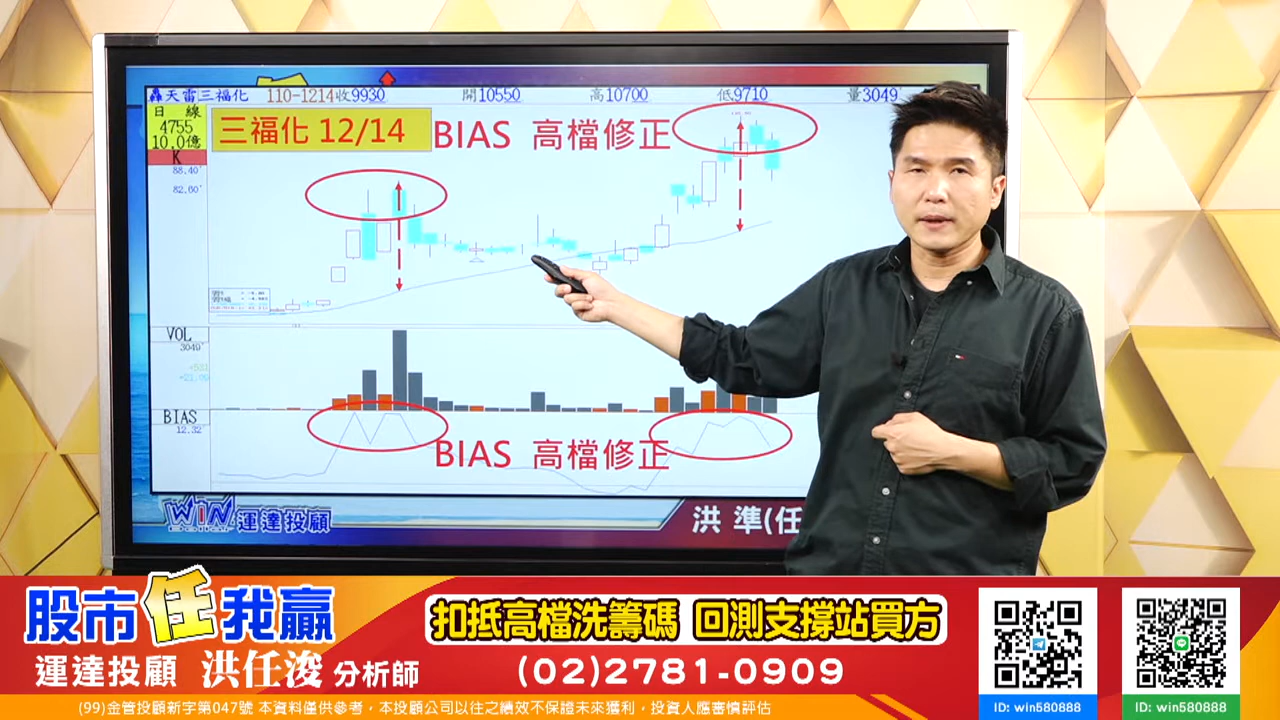 轟天雷三福化 110-1214收9930 開10550 高10700 低9710 量3049
日 線
4755
10.0億
K
88.40
82.60
三福化 12/14
BIAS 高檔修正
VOL
3049
BIAS
12.32
BIAS 高檔修正
WIN 運達投顧
洪 準(任
股市任我贏
運達投顧 洪任浚 分析師
扣抵高檔洗籌碼 回測支撐站買方
(02)2781-0909
ID: win580888
ID: win580888
(99)金管投顧新字第047號 本資料僅供參考，本投顧公司以往之績效不保證未來獲利，投資人應審慎評估